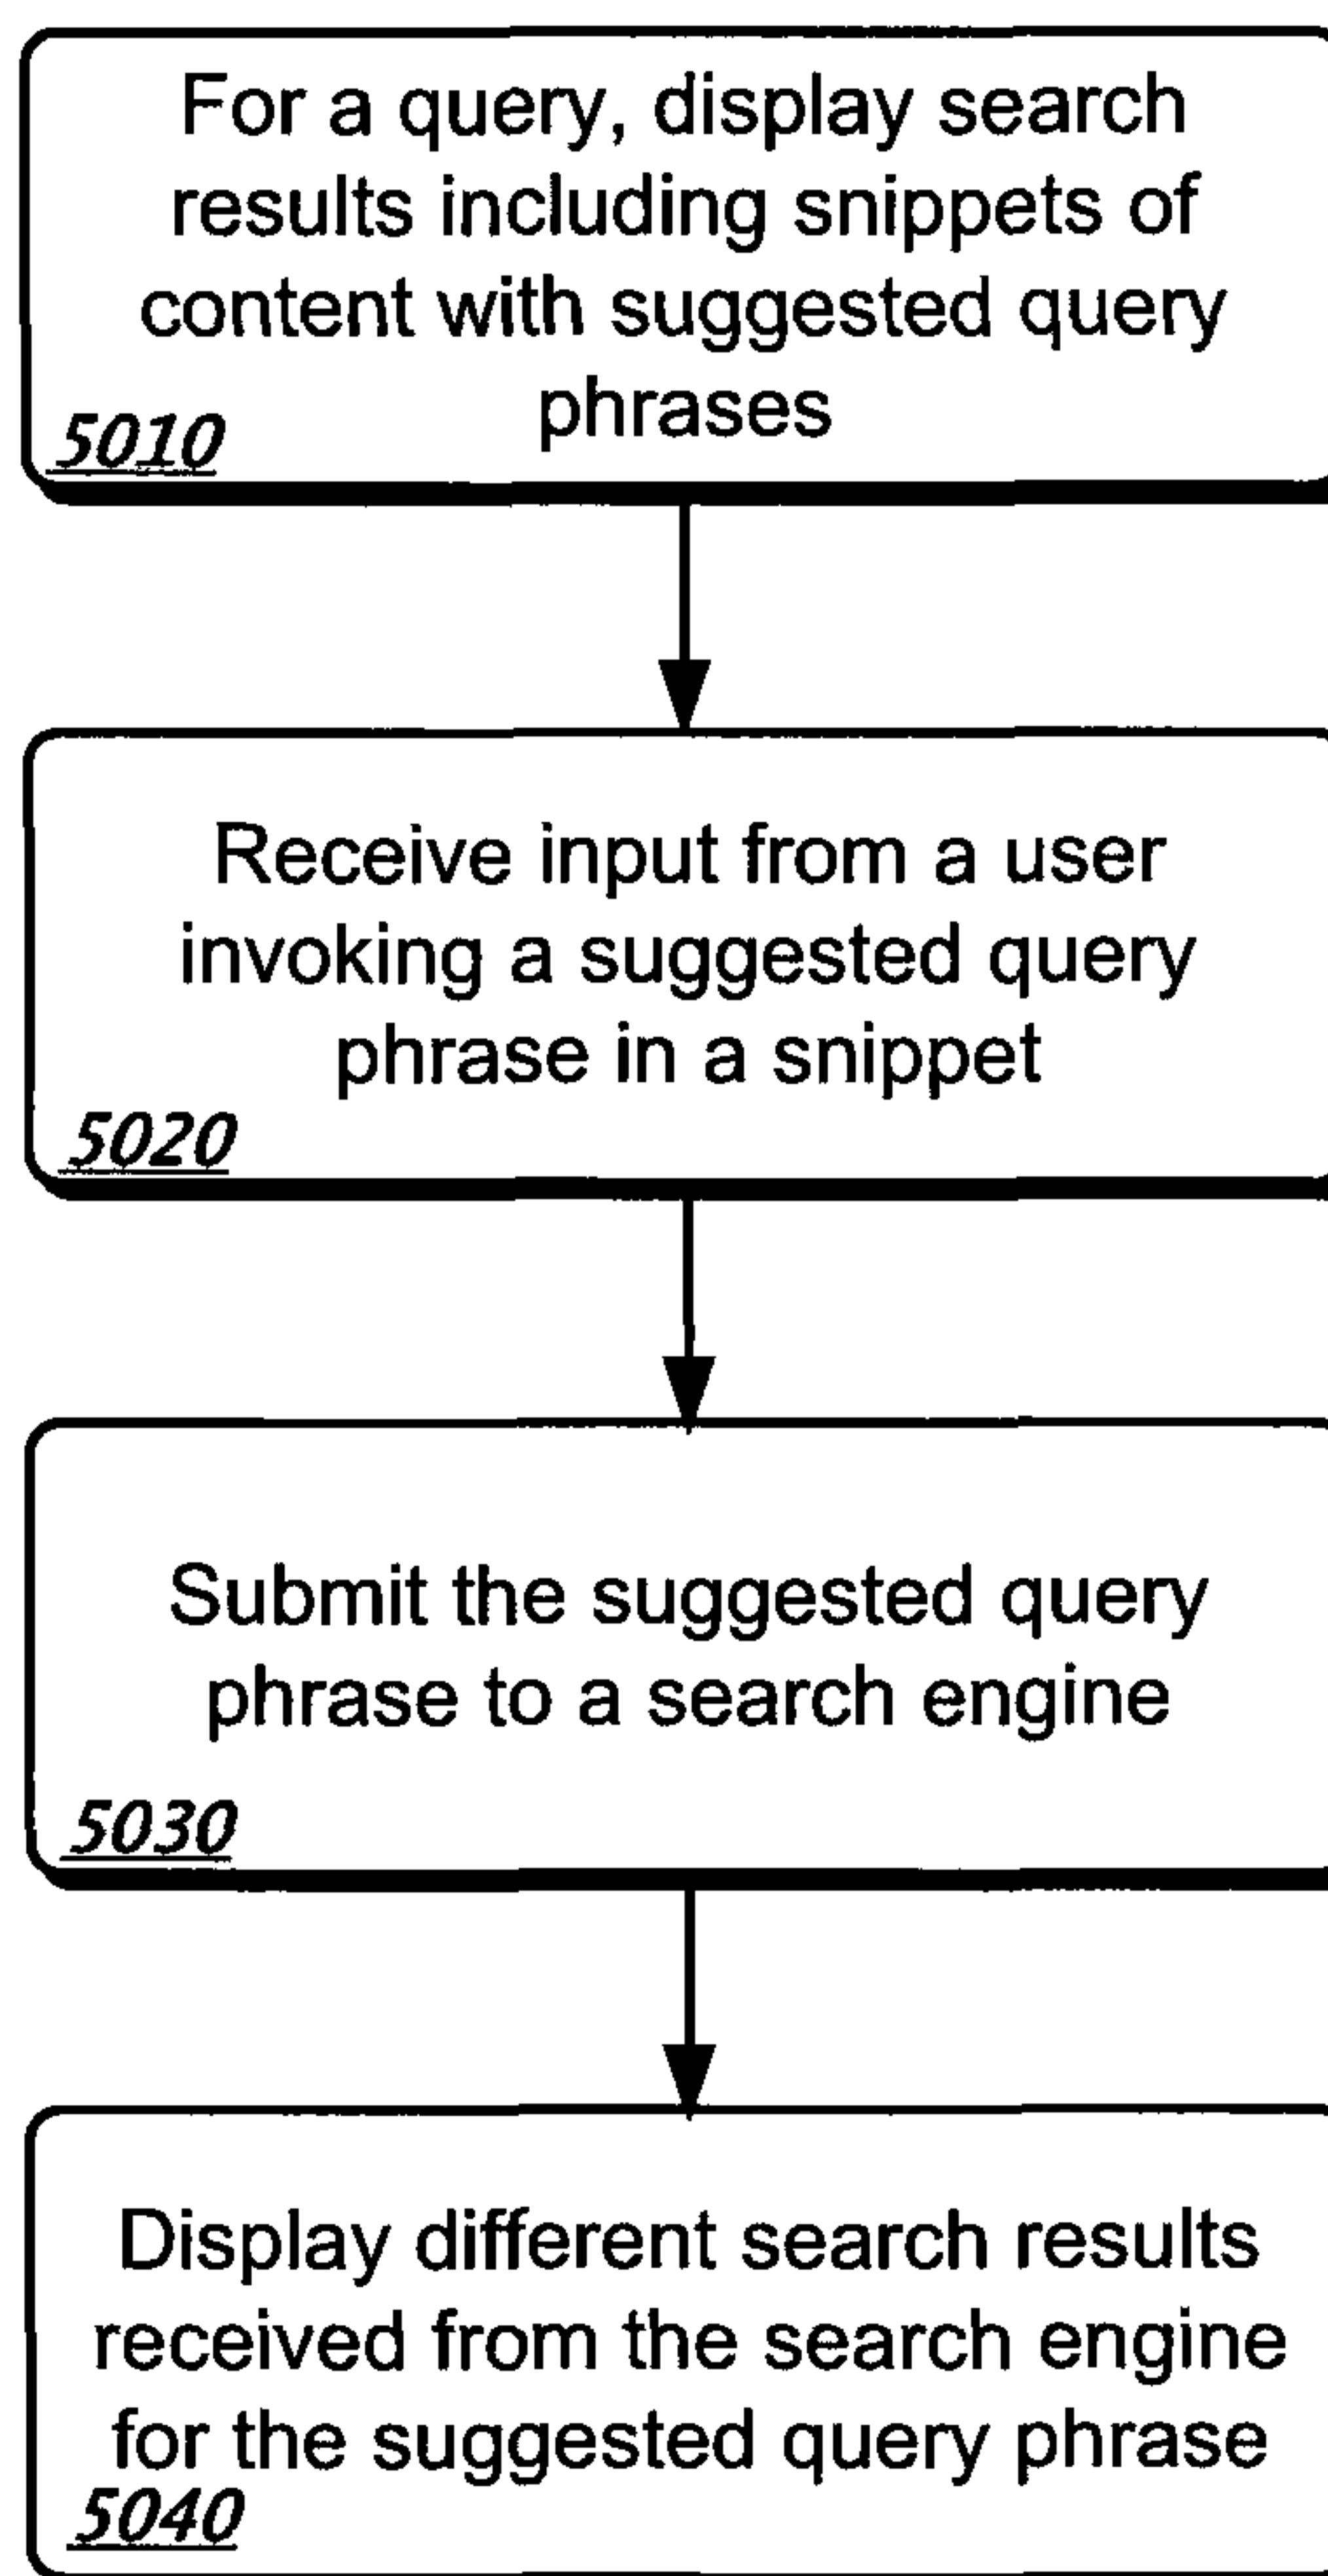 For a query, display search
results including snippets of
content with suggested query
phrases
5010
Receive input from a user
invoking a suggested query
phrase in a snippet
5020
Submit the suggested query
phrase to a search engine
5030
Display different search results
received from the search engine
for the suggested query phrase
5040